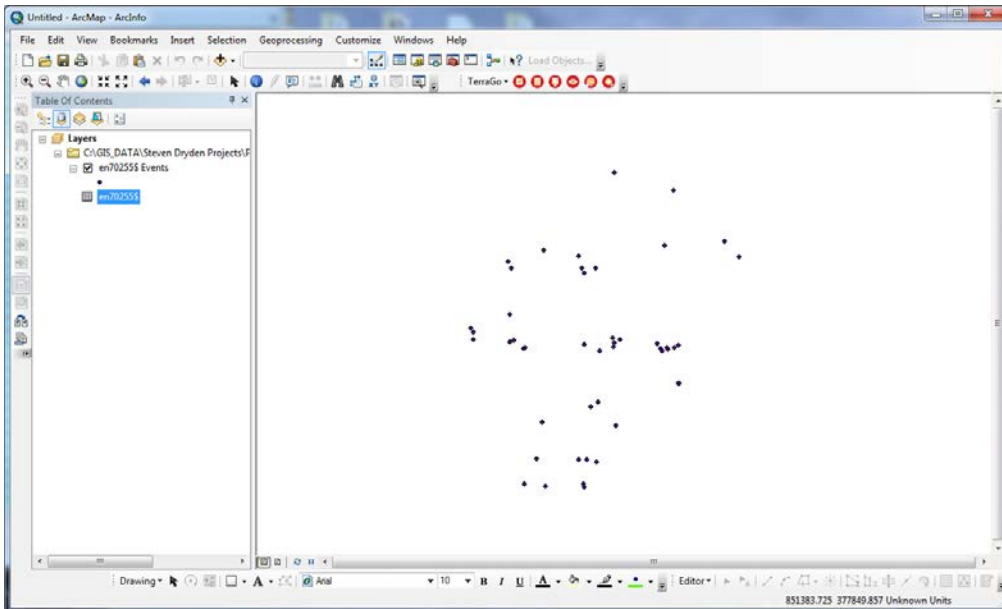 Untitled - ArcMap - ArcInfo
File Edit View Bookmarks Insert Selection Geoprocessing Customize Windows Help
Load Objects...
TerraGo
Table Of Contents
Layers
C:\GIS_DATA\Steven Dryden Projects\F
en70255$ Events
en70255$
Drawing A Arial 10 B I U A Editor
851383.725 377849.857 Unknown Units